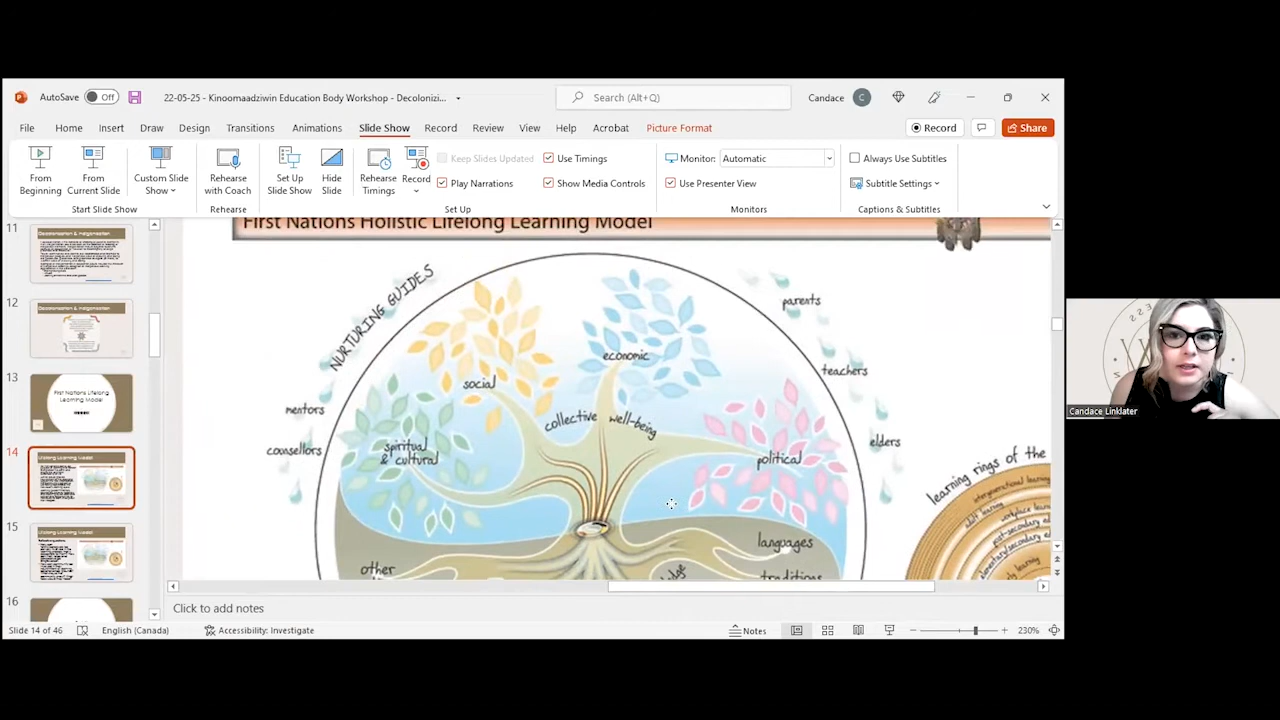 AutoSave Off 22-05-25 - Kinoomaadziwin Education Body Workshop - Decolonizi... Search (Alt+Q) Candace C
File Home Insert Draw Design Transitions Animations Slide Show Record Review View Help Acrobat Picture Format Record Share
From Beginning
From Current Slide
Custom Slide Show
Rehearse with Coach
Set Up Slide Show
Hide Slide
Rehearse Timings
Record
Keep Slides Updated
Use Timings
Play Narrations
Show Media Controls
Monitor: Automatic
Use Presenter View
Always Use Subtitles
Subtitle Settings
Start Slide Show Rehearse Set Up Monitors Captions & Subtitles
11
12
13
First Nations Lifelong
Learning Model
14
15
16
First Nations Holistic Lifelong Learning Model
NURTURING GUIDES
parents
economic
teachers
social
mentors
collective well-being
counsellors
spiritual
& cultural
elders
political
learning rings of the
intergenerational learning
adult learning
languages
other
traditions
Candace Linklater
Click to add notes
Slide 14 of 46 English (Canada) Accessibility: Investigate Notes 230%